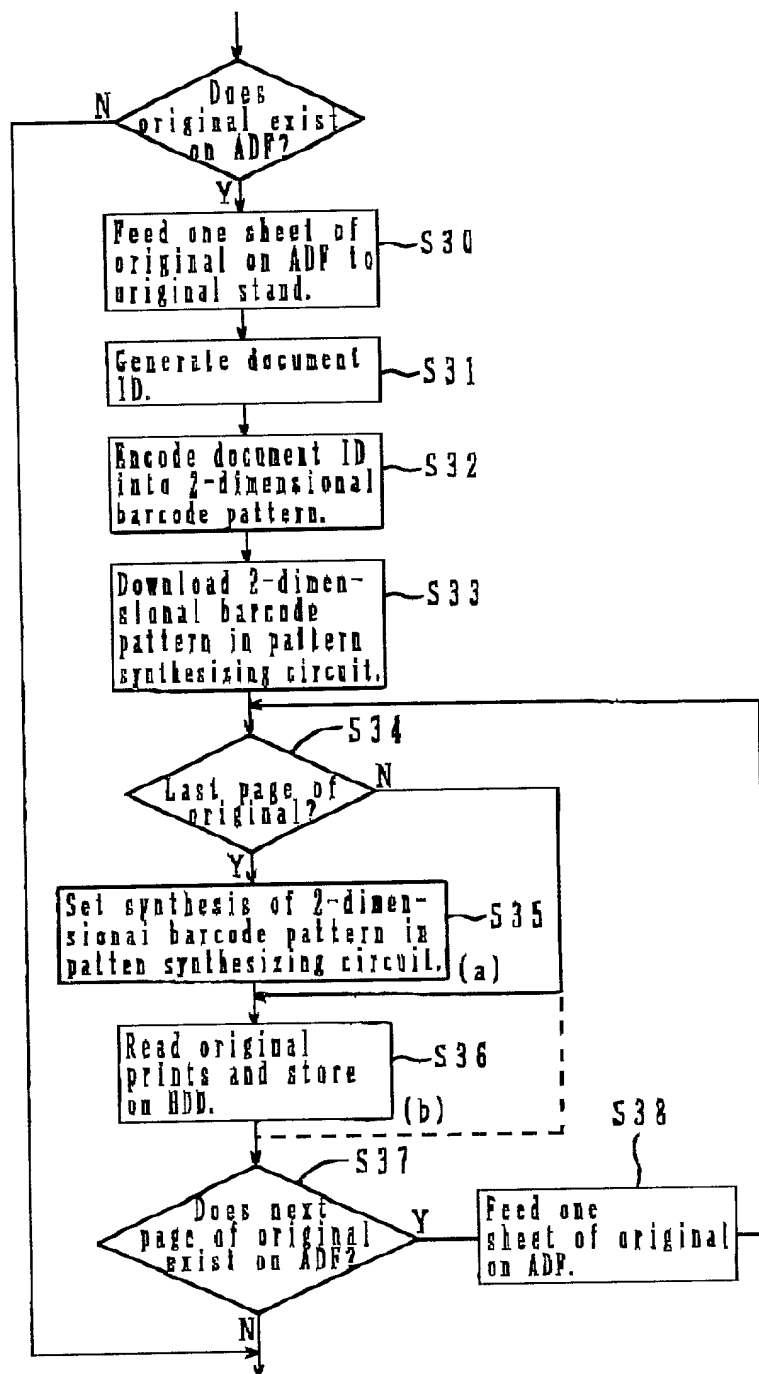 Does
original exist
on ADF?
N
Y
Feed one sheet of
original on ADF to
original stand.
S30
Generate document
ID.
S31
Encode document ID
into 2-dimensional
barcode pattern.
S32
Download 2-dimen-
sional barcode
pattern in pattern
synthesizing circuit.
S33
S34
Last page of
original?
N
Y
Set synthesis of 2-dimen-
sional barcode pattern in
patten synthesizing circuit.
S35
(a)
Read original
prints and store
on HDD.
S36
(b)
S37
Does next
page of original
exist on ADF?
Y
N
S38
Feed one
sheet of original
on ADF.